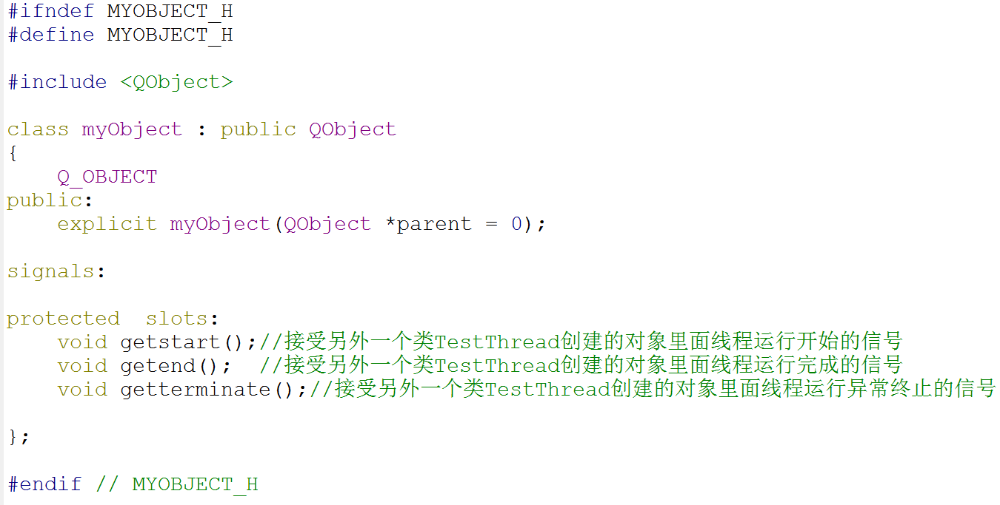 #ifndef MYOBJECT_H
#define MYOBJECT_H
#include <QObject>
class myObject : public QObject
{
    Q_OBJECT
public:
    explicit myObject(QObject *parent = 0);
signals:
protected  slots:
    void getstart();//接受另外一个类TestThread创建的对象里面线程运行开始的信号
    void getend();  //接受另外一个类TestThread创建的对象里面线程运行完成的信号
    void getterminate();//接受另外一个类TestThread创建的对象里面线程运行异常终止的信号
};
#endif // MYOBJECT_H